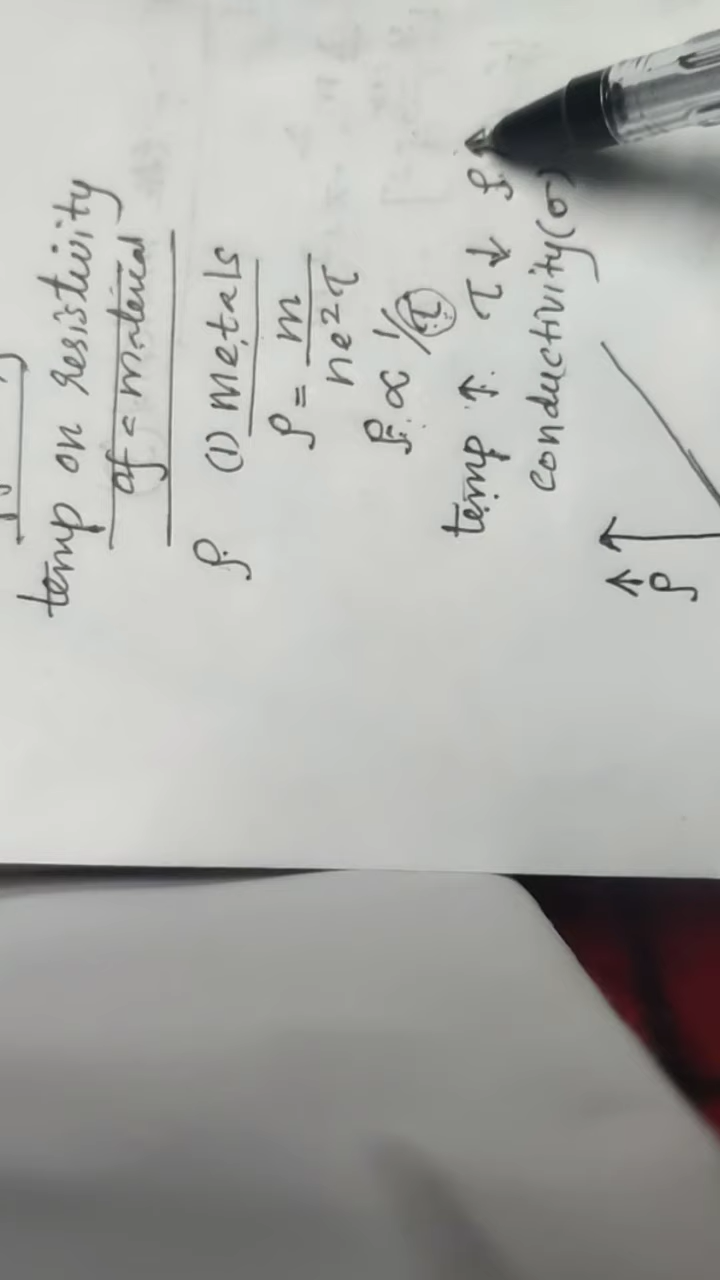 temp on resistivity
of = material
ρ (1) metals
ρ = m / ne²τ
ρ ∝ 1/τ
temp ↑ τ ↓ ρ
conductivity (σ)
↑ ρ